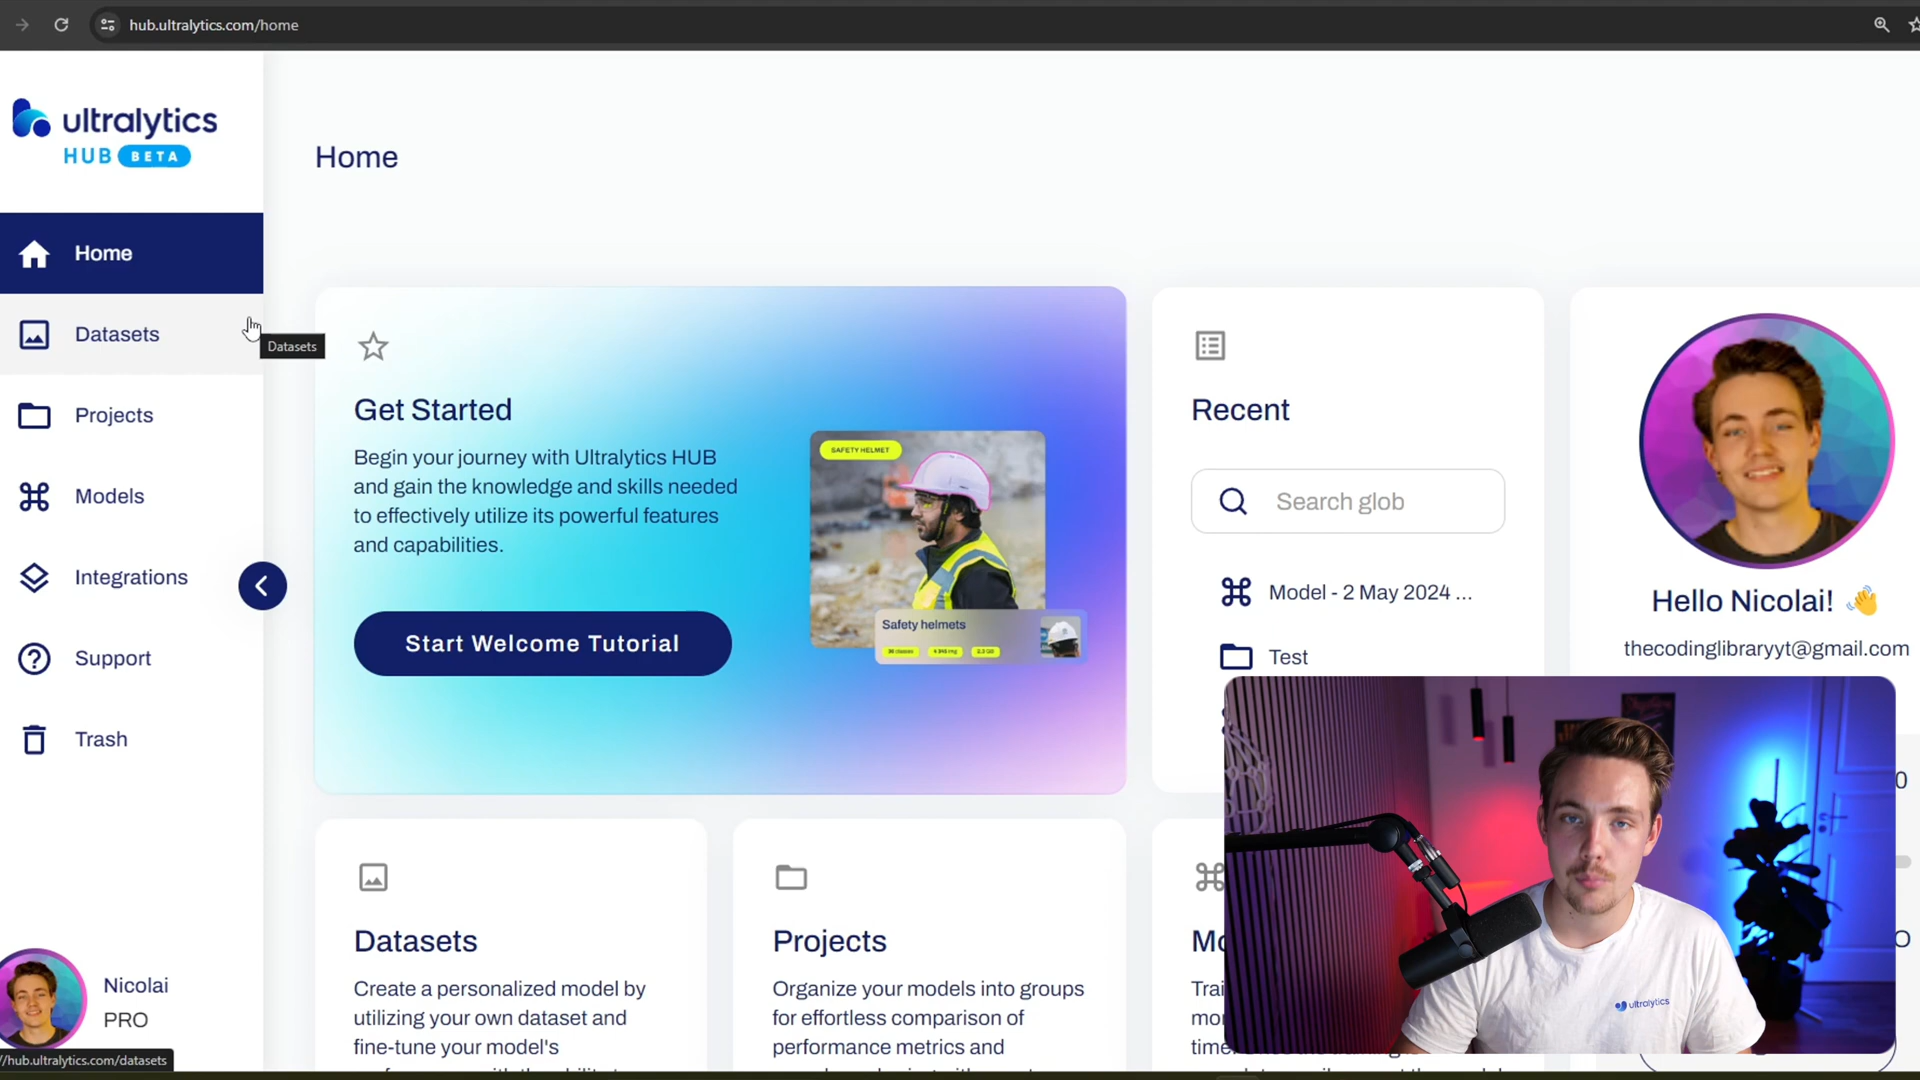 hub.ultralytics.com/home
ultralytics
HUB BETA
Home
Home
Datasets
Datasets
Projects
Models
Integrations
Support
Trash
Nicolai
PRO
//hub.ultralytics.com/datasets
Get Started
Begin your journey with Ultralytics HUB
and gain the knowledge and skills needed
to effectively utilize its powerful features
and capabilities.
Start Welcome Tutorial
SAFETY HELMET
Safety helmets
Recent
Search glob
Model - 2 May 2024 ...
Test
Hello Nicolai! 👋
thecodinglibraryyt@gmail.com
Datasets
Create a personalized model by
utilizing your own dataset and
fine-tune your model's
Projects
Organize your models into groups
for effortless comparison of
performance metrics and
ultralytics